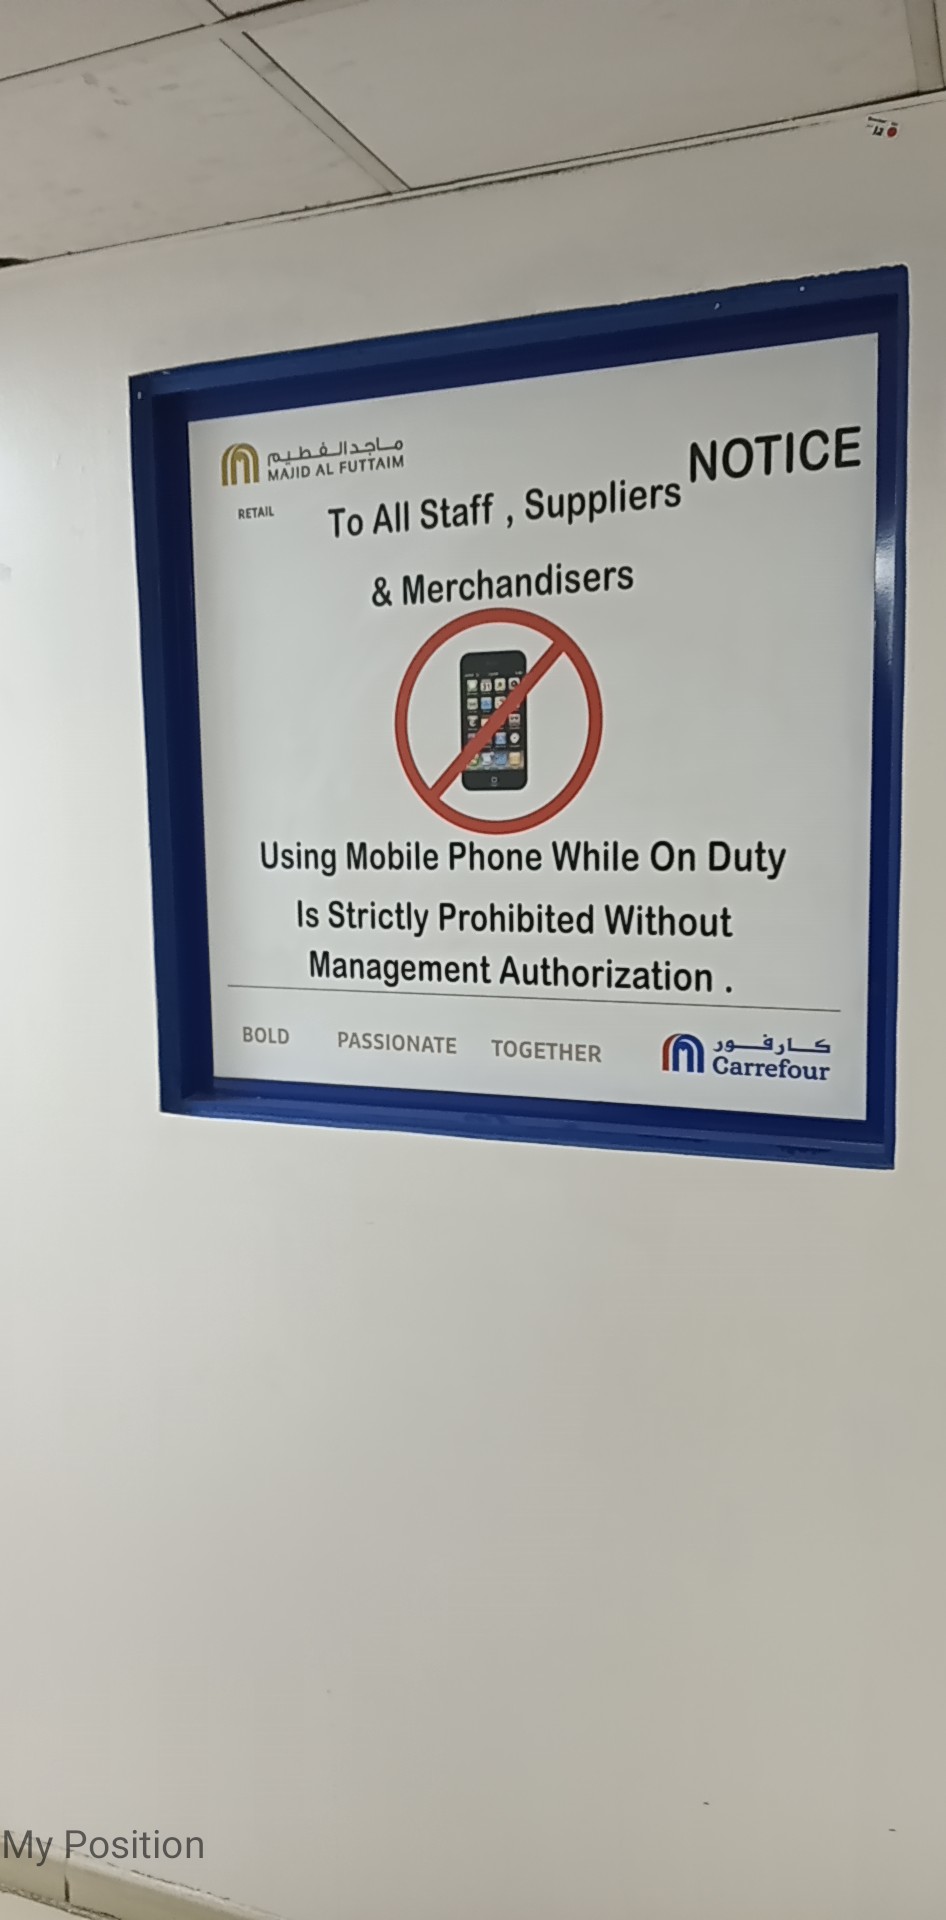 ماجد الفطيم
MAJID AL FUTTAIM
RETAIL
NOTICE
To All Staff , Suppliers
& Merchandisers
Using Mobile Phone While On Duty
Is Strictly Prohibited Without
Management Authorization .
BOLD PASSIONATE TOGETHER
كارفور
Carrefour
My Position